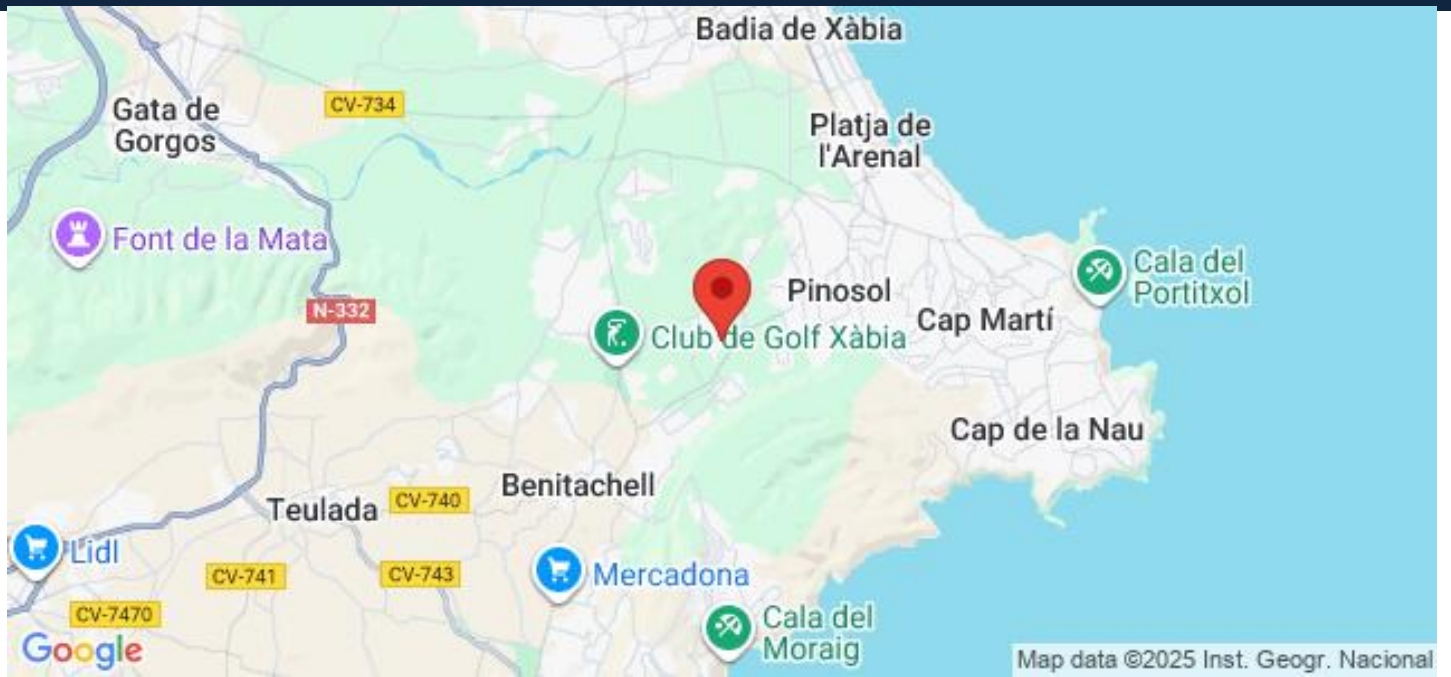 Badia de Xàbia
Gata de
Gorgos
CV-734
Platja de
l'Arenal
Font de la Mata
Cala del
Portitxol
Pinosol
N-332
Cap Martí
Club de Golf Xàbia
Cap de la Nau
Benitachell
CV-740
Teulada
Lidl
CV-741
CV-743
Mercadona
CV-7470
Cala del
Moraig
Google
Map data ©2025 Inst. Geogr. Nacional